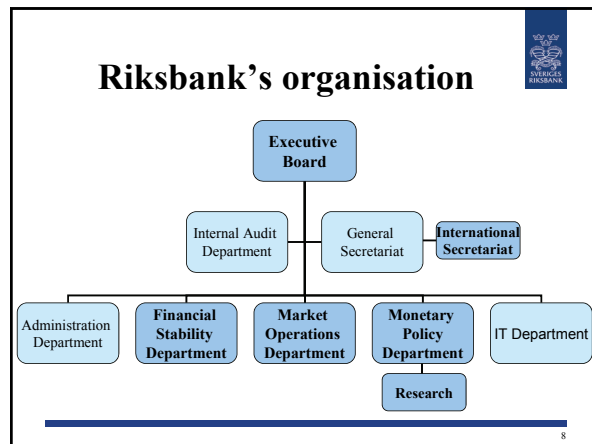 SVERIGES
RIKSBANK
Riksbank's organisation
Executive
Board
Internal Audit
Department
General
Secretariat
International
Secretariat
Administration
Department
Financial
Stability
Department
Market
Operations
Department
Monetary
Policy
Department
IT Department
Research
8